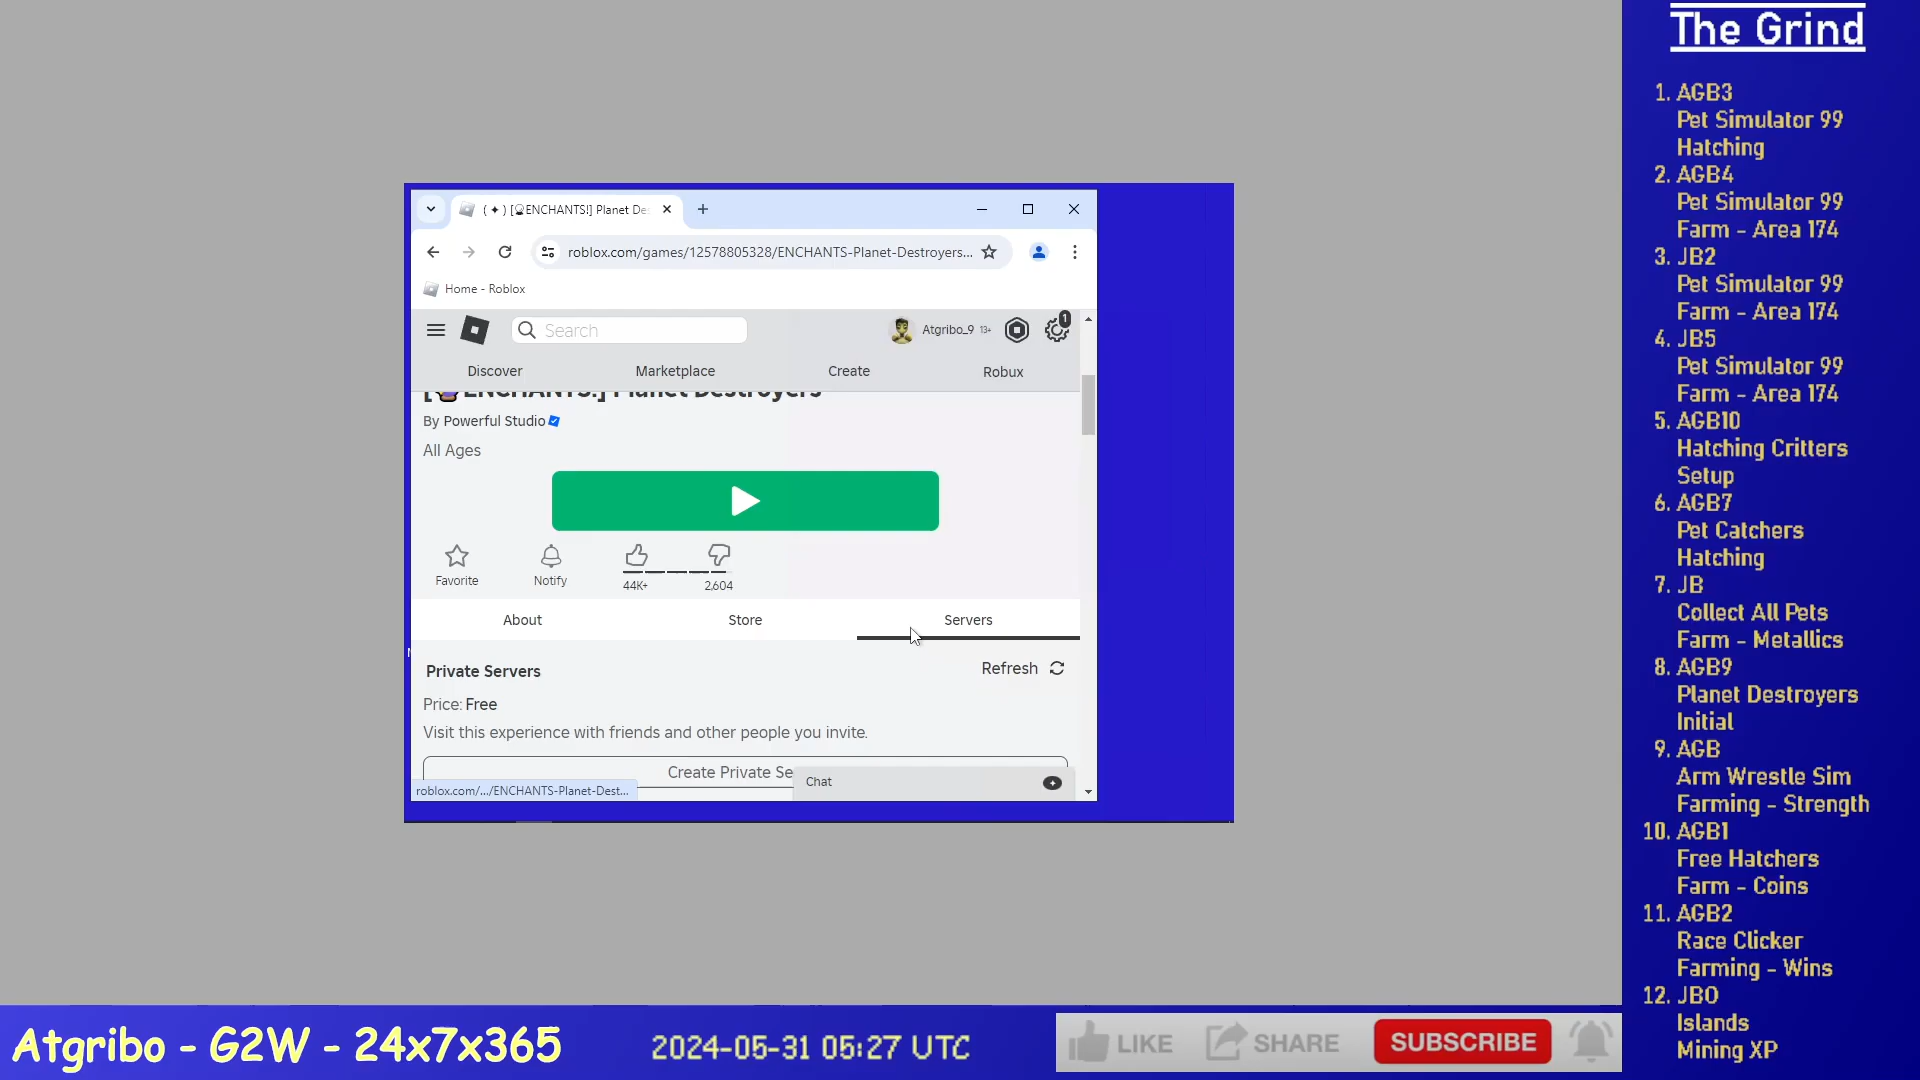 ( ✦ ) [🔮ENCHANTS!] Planet De
roblox.com/games/12578805328/ENCHANTS-Planet-Destroyers...
Home - Roblox
Search
Atgribo_9 13+
1
Discover
Marketplace
Create
Robux
[🔮ENCHANTS!] Planet Destroyers
By Powerful Studio
All Ages
Favorite
Notify
44K+
2,604
About
Store
Servers
Private Servers
Refresh
Price: Free
Visit this experience with friends and other people you invite.
Create Private Se
Chat
roblox.com/.../ENCHANTS-Planet-Dest...
The Grind
1. AGB3
Pet Simulator 99
Hatching
2. AGB4
Pet Simulator 99
Farm - Area 174
3. JB2
Pet Simulator 99
Farm - Area 174
4. JB5
Pet Simulator 99
Farm - Area 174
5. AGB10
Hatching Critters
Setup
6. AGB7
Pet Catchers
Hatching
7. JB
Collect All Pets
Farm - Metallics
8. AGB9
Planet Destroyers
Initial
9. AGB
Arm Wrestle Sim
Farming - Strength
10. AGB1
Free Hatchers
Farm - Coins
11. AGB2
Race Clicker
Farming - Wins
12. JB0
Islands
Mining XP
Atgribo - G2W - 24x7x365
2024-05-31 05:27 UTC
LIKE
SHARE
SUBSCRIBE